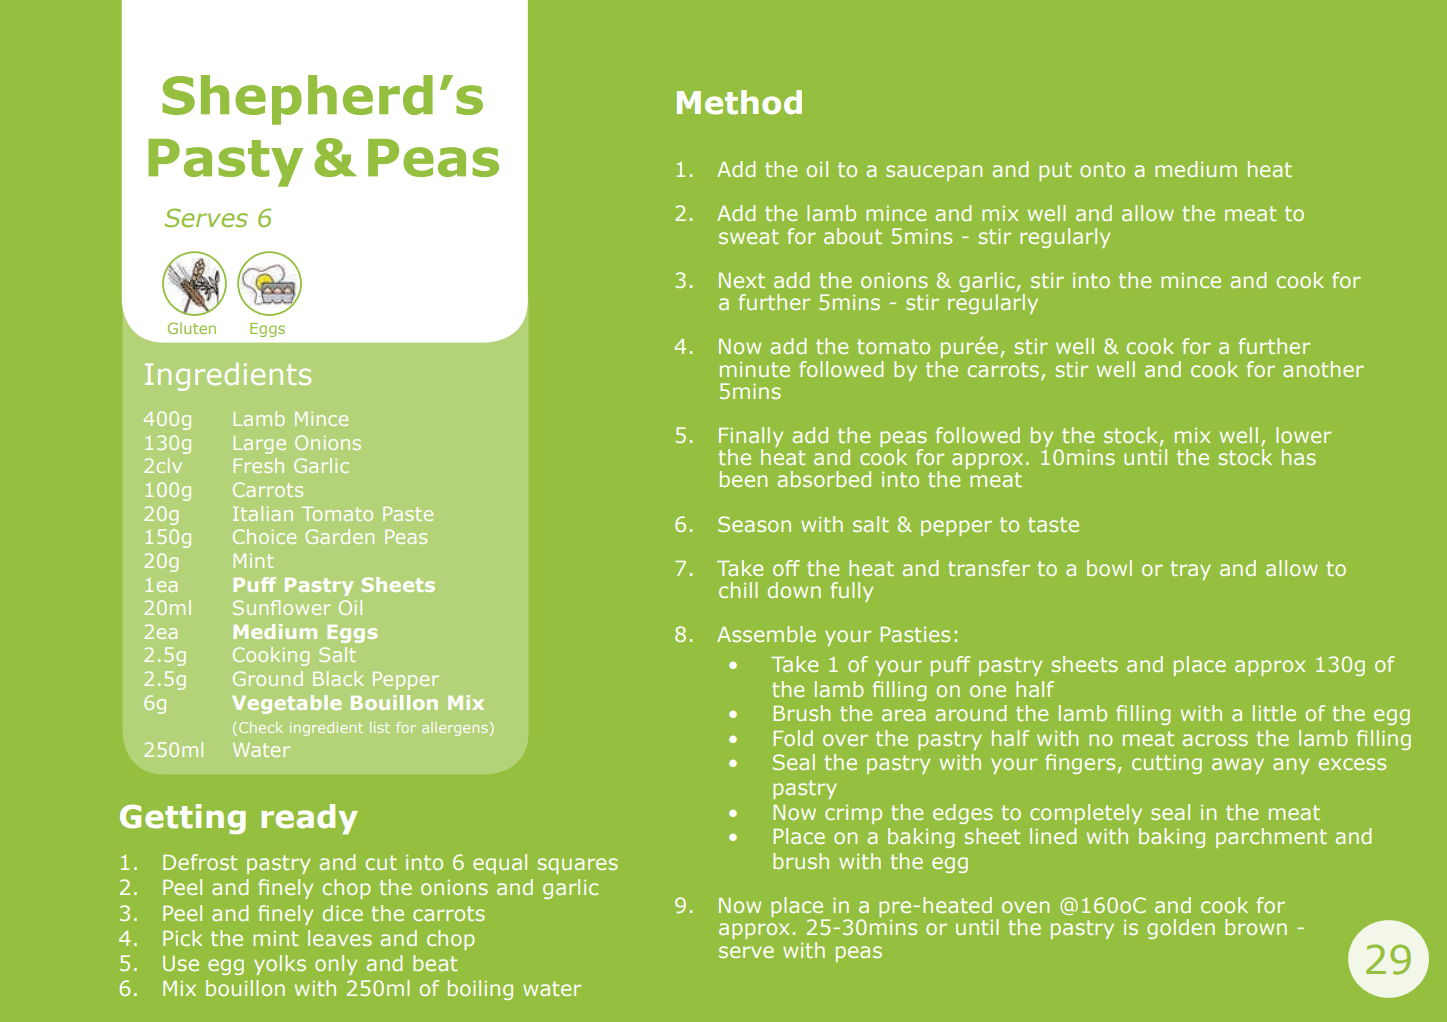 Shepherd’s
Pasty & Peas
Serves 6
Gluten Eggs
Ingredients
400g Lamb Mince
130g Large Onions
2clv Fresh Garlic
100g Carrots
20g Italian Tomato Paste
150g Choice Garden Peas
20g Mint
1ea Puff Pastry Sheets
20ml Sunflower Oil
2ea Medium Eggs
2.5g Cooking Salt
2.5g Ground Black Pepper
6g Vegetable Bouillon Mix
(Check ingredient list for allergens)
250ml Water
Getting ready
1. Defrost pastry and cut into 6 equal squares
2. Peel and finely chop the onions and garlic
3. Peel and finely dice the carrots
4. Pick the mint leaves and chop
5. Use egg yolks only and beat
6. Mix bouillon with 250ml of boiling water
Method
1. Add the oil to a saucepan and put onto a medium heat
2. Add the lamb mince and mix well and allow the meat to
sweat for about 5mins - stir regularly
3. Next add the onions & garlic, stir into the mince and cook for
a further 5mins - stir regularly
4. Now add the tomato purée, stir well & cook for a further
minute followed by the carrots, stir well and cook for another
5mins
5. Finally add the peas followed by the stock, mix well, lower
the heat and cook for approx. 10mins until the stock has
been absorbed into the meat
6. Season with salt & pepper to taste
7. Take off the heat and transfer to a bowl or tray and allow to
chill down fully
8. Assemble your Pasties:
• Take 1 of your puff pastry sheets and place approx 130g of
the lamb filling on one half
• Brush the area around the lamb filling with a little of the egg
• Fold over the pastry half with no meat across the lamb filling
• Seal the pastry with your fingers, cutting away any excess
pastry
• Now crimp the edges to completely seal in the meat
• Place on a baking sheet lined with baking parchment and
brush with the egg
9. Now place in a pre-heated oven @160oC and cook for
approx. 25-30mins or until the pastry is golden brown -
serve with peas
29